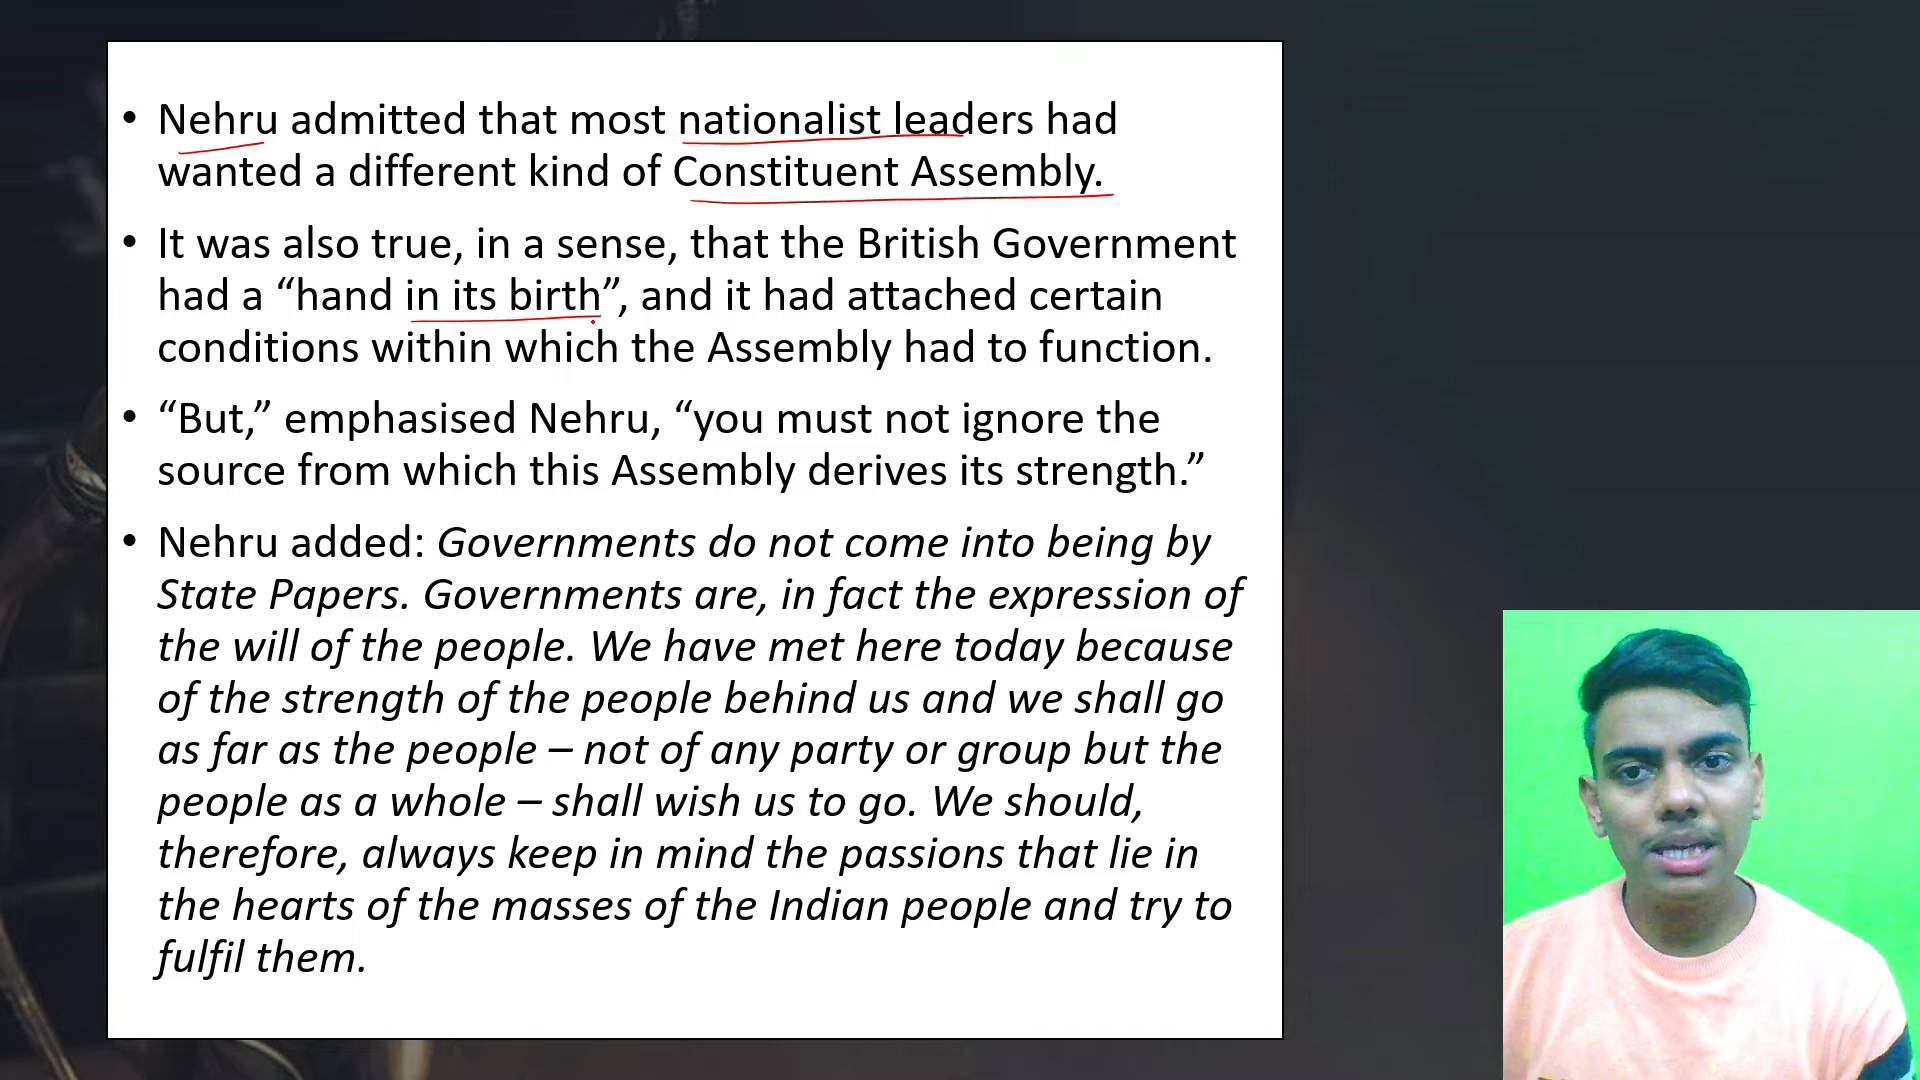 • Nehru admitted that most nationalist leaders had
wanted a different kind of Constituent Assembly.
• It was also true, in a sense, that the British Government
had a “hand in its birth”, and it had attached certain
conditions within which the Assembly had to function.
• “But,” emphasised Nehru, “you must not ignore the
source from which this Assembly derives its strength.”
• Nehru added: Governments do not come into being by
State Papers. Governments are, in fact the expression of
the will of the people. We have met here today because
of the strength of the people behind us and we shall go
as far as the people – not of any party or group but the
people as a whole – shall wish us to go. We should,
therefore, always keep in mind the passions that lie in
the hearts of the masses of the Indian people and try to
fulfil them.